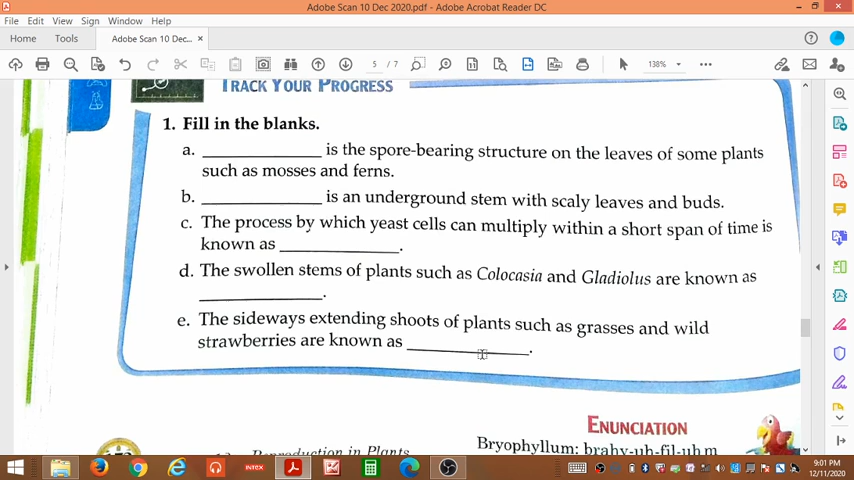 Adobe Scan 10 Dec 2020.pdf - Adobe Acrobat Reader DC
File Edit View Sign Window Help
Home Tools Adobe Scan 10 Dec... ×
5 / 7 138%
TRACK YOUR PROGRESS
1. Fill in the blanks.
a. ____________ is the spore-bearing structure on the leaves of some plants
such as mosses and ferns.
b. ____________ is an underground stem with scaly leaves and buds.
c. The process by which yeast cells can multiply within a short span of time is
known as ____________.
d. The swollen stems of plants such as Colocasia and Gladiolus are known as
____________.
e. The sideways extending shoots of plants such as grasses and wild
strawberries are known as ____________.
ENUNCIATION
Reproduction in Plants
Bryophyllum: brahy-uh-fil-uhm
INTEX
9:01 PM
12/11/2020